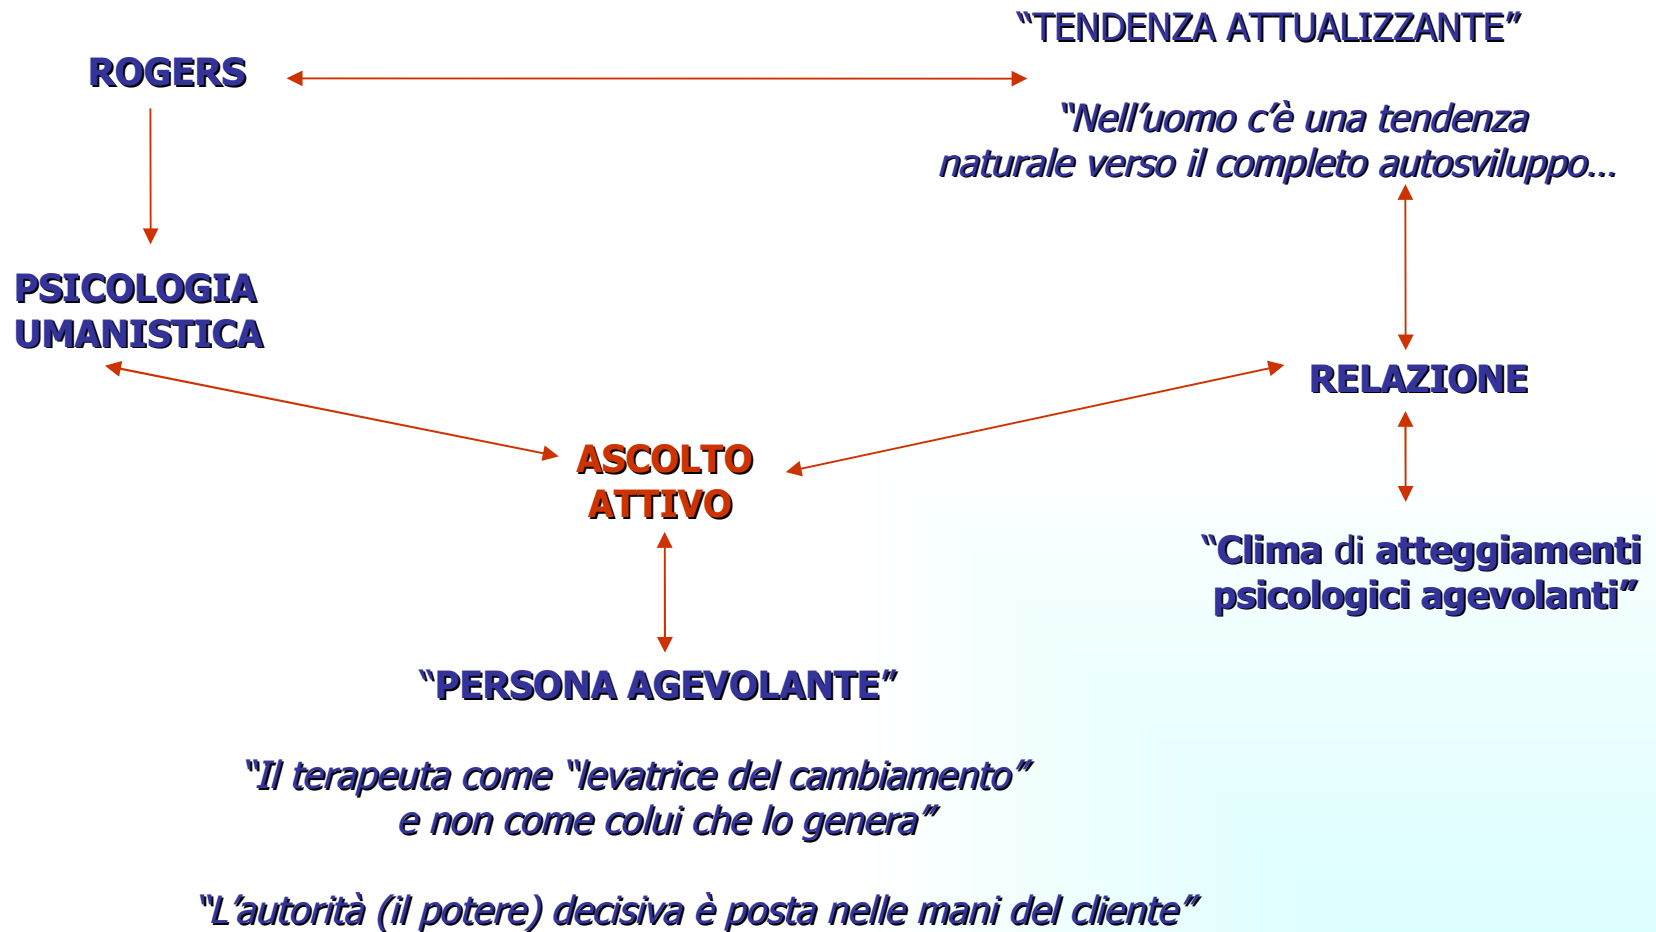 “TENDENZA ATTUALIZZANTE”
ROGERS
“Nell’uomo c’è una tendenza
naturale verso il completo autosviluppo…
PSICOLOGIA
UMANISTICA
RELAZIONE
ASCOLTO
ATTIVO
“Clima di atteggiamenti
psicologici agevolanti”
“PERSONA AGEVOLANTE”
“Il terapeuta come “levatrice del cambiamento”
e non come colui che lo genera”
“L’autorità (il potere) decisiva è posta nelle mani del cliente”